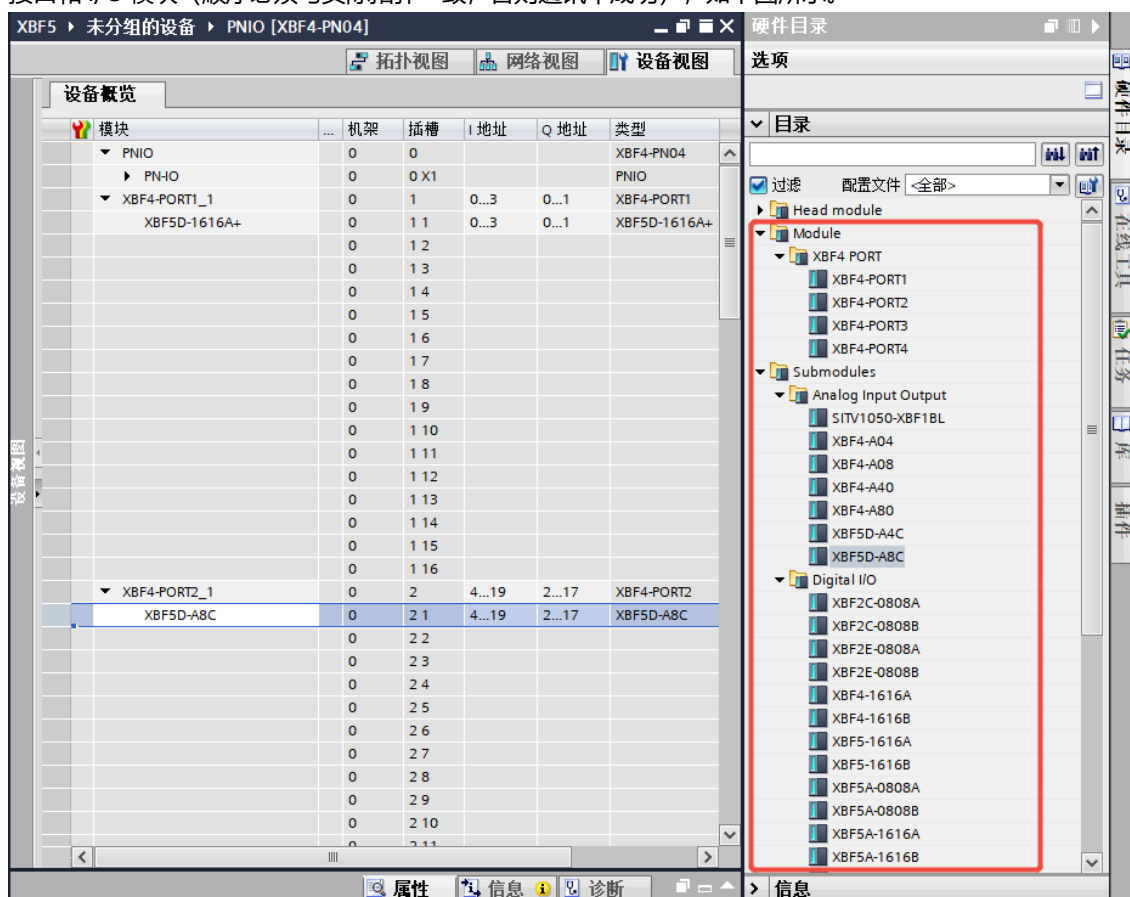 XBF5 ▸ 未分组的设备 ▸ PNIO [XBF4-PN04]
拓扑视图 网络视图 设备视图
设备概览
模块 ... 机架 插槽 I 地址 Q 地址 类型
PNIO 0 0 XBF4-PN04
PN-IO 0 0 X1 PNIO
XBF4-PORT1_1 0 1 0...3 0...1 XBF4-PORT1
XBF5D-1616A+ 0 1 1 0...3 0...1 XBF5D-1616A+
0 1 2
0 1 3
0 1 4
0 1 5
0 1 6
0 1 7
0 1 8
0 1 9
0 1 10
0 1 11
0 1 12
0 1 13
0 1 14
0 1 15
0 1 16
XBF4-PORT2_1 0 2 4...19 2...17 XBF4-PORT2
XBF5D-A8C 0 2 1 4...19 2...17 XBF5D-A8C
0 2 2
0 2 3
0 2 4
0 2 5
0 2 6
0 2 7
0 2 8
0 2 9
0 2 10
设备视图
属性 信息 诊断
硬件目录
选项
目录
过滤 配置文件 <全部>
Head module
Module
XBF4 PORT
XBF4-PORT1
XBF4-PORT2
XBF4-PORT3
XBF4-PORT4
Submodules
Analog Input Output
SITV1050-XBF1BL
XBF4-A04
XBF4-A08
XBF4-A40
XBF4-A80
XBF5D-A4C
XBF5D-A8C
Digital I/O
XBF2C-0808A
XBF2C-0808B
XBF2E-0808A
XBF2E-0808B
XBF4-1616A
XBF4-1616B
XBF5-1616A
XBF5-1616B
XBF5A-0808A
XBF5A-0808B
XBF5A-1616A
XBF5A-1616B
信息
硬件目录
在线工具
任务
库
插件